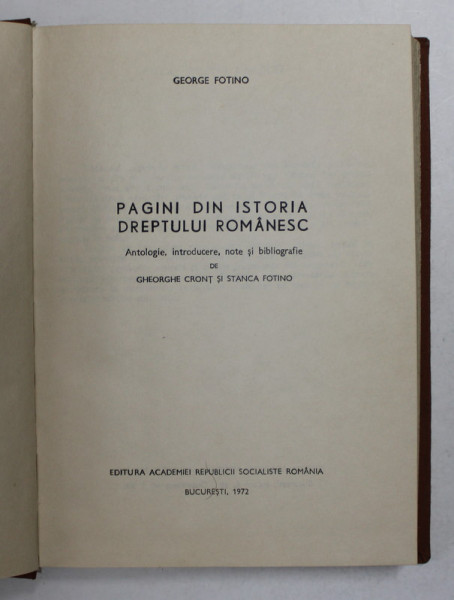 GEORGE FOTINO
PAGINI DIN ISTORIA
DREPTULUI ROMÂNESC
Antologie, introducere, note și bibliografie
DE
GHEORGHE CRONȚ ȘI STANCA FOTINO
EDITURA ACADEMIEI REPUBLICII SOCIALISTE ROMÂNIA
BUCUREȘTI, 1972